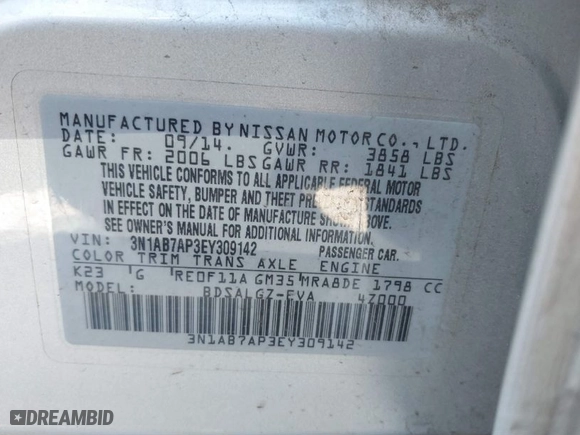 MANUFACTURED BY NISSAN MOTOR CO., LTD.
DATE: 09/14. GVWR: 3858 LBS
GAWR FR: 2006 LBS GAWR RR: 1841 LBS
THIS VEHICLE CONFORMS TO ALL APPLICABLE FEDERAL MOTOR
VEHICLE SAFETY, BUMPER AND THEFT STANDARDS
IN EFFECT ON THE DATE OF MANUFACTURE SHOWN ABOVE.
SEE OWNER'S MANUAL FOR ADDITIONAL INFORMATION.
VIN: 3N1AB7AP3EY309142 PASSENGER CAR.
COLOR TRIM TRANS AXLE ENGINE
K23 G RE0F11A GM35 MRA8DE 1798 CC
MODEL: BDSALGZ-EVA 4Z000
3N1AB7AP3EY309142
DREAMBID